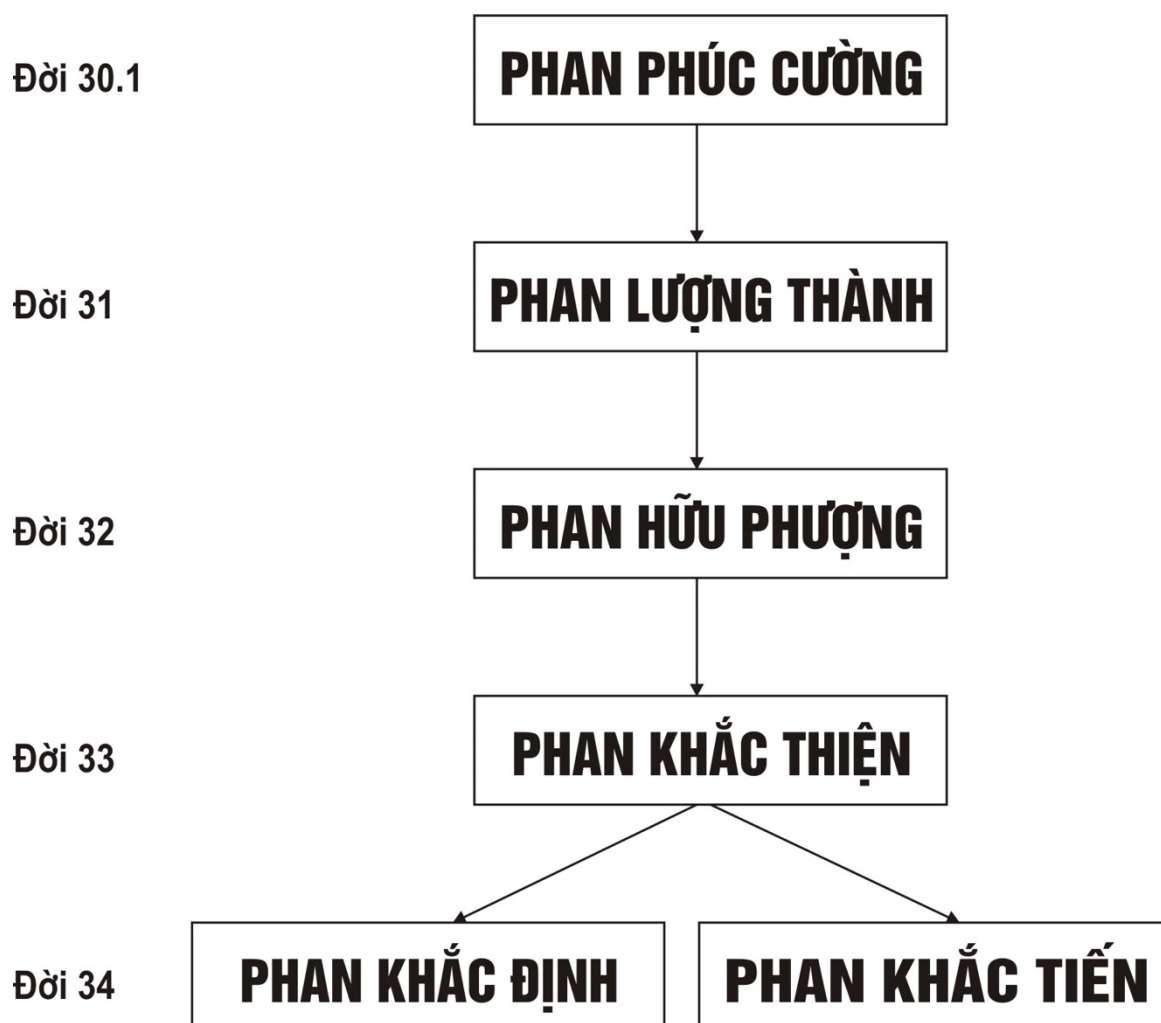 Đời 30.1 PHAN PHÚC CƯỜNG
Đời 31 PHAN LƯỢNG THÀNH
Đời 32 PHAN HỮU PHƯỢNG
Đời 33 PHAN KHẮC THIỆN
Đời 34 PHAN KHẮC ĐỊNH PHAN KHẮC TIẾN